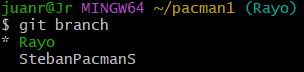 juanr@Jr MINGW64 ~/pacman1 (Rayo)
$ git branch
* Rayo
  StebanPacmanS